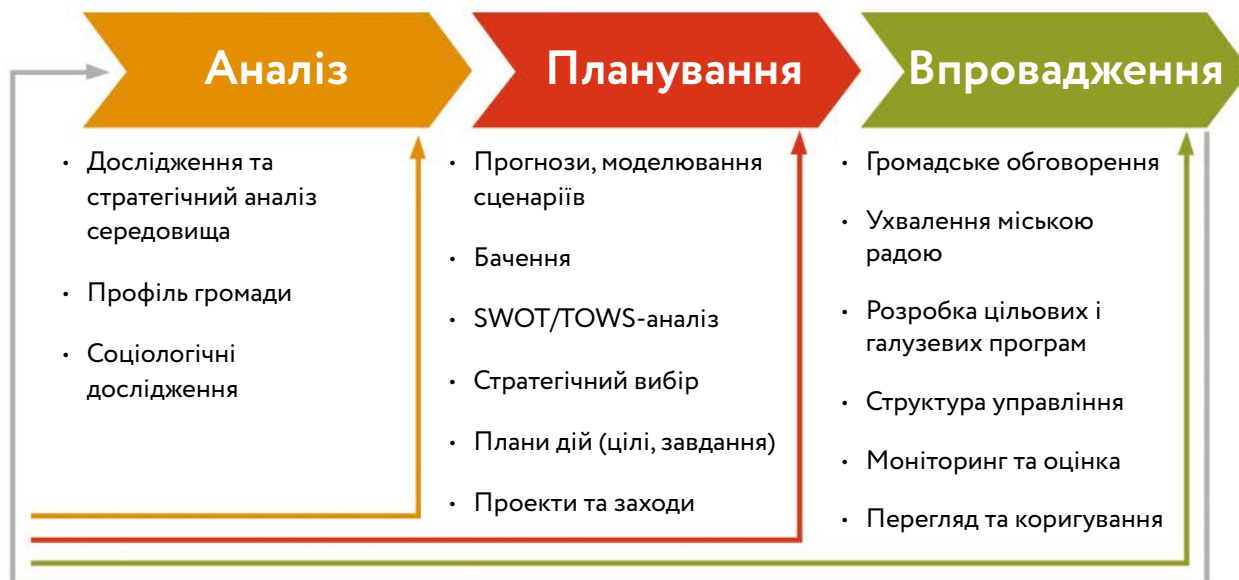 Аналіз
Дослідження та
стратегічний аналіз
середовища
Профіль громади
Соціологічні
дослідження
Планування
Прогнози, моделювання
сценаріїв
Бачення
SWOT/TOWS-аналіз
Стратегічний вибір
Плани дій (цілі, завдання)
Проекти та заходи
Впровадження
Громадське обговорення
Ухвалення міською
радою
Розробка цільових і
галузевих програм
Структура управління
Моніторинг та оцінка
Перегляд та коригування